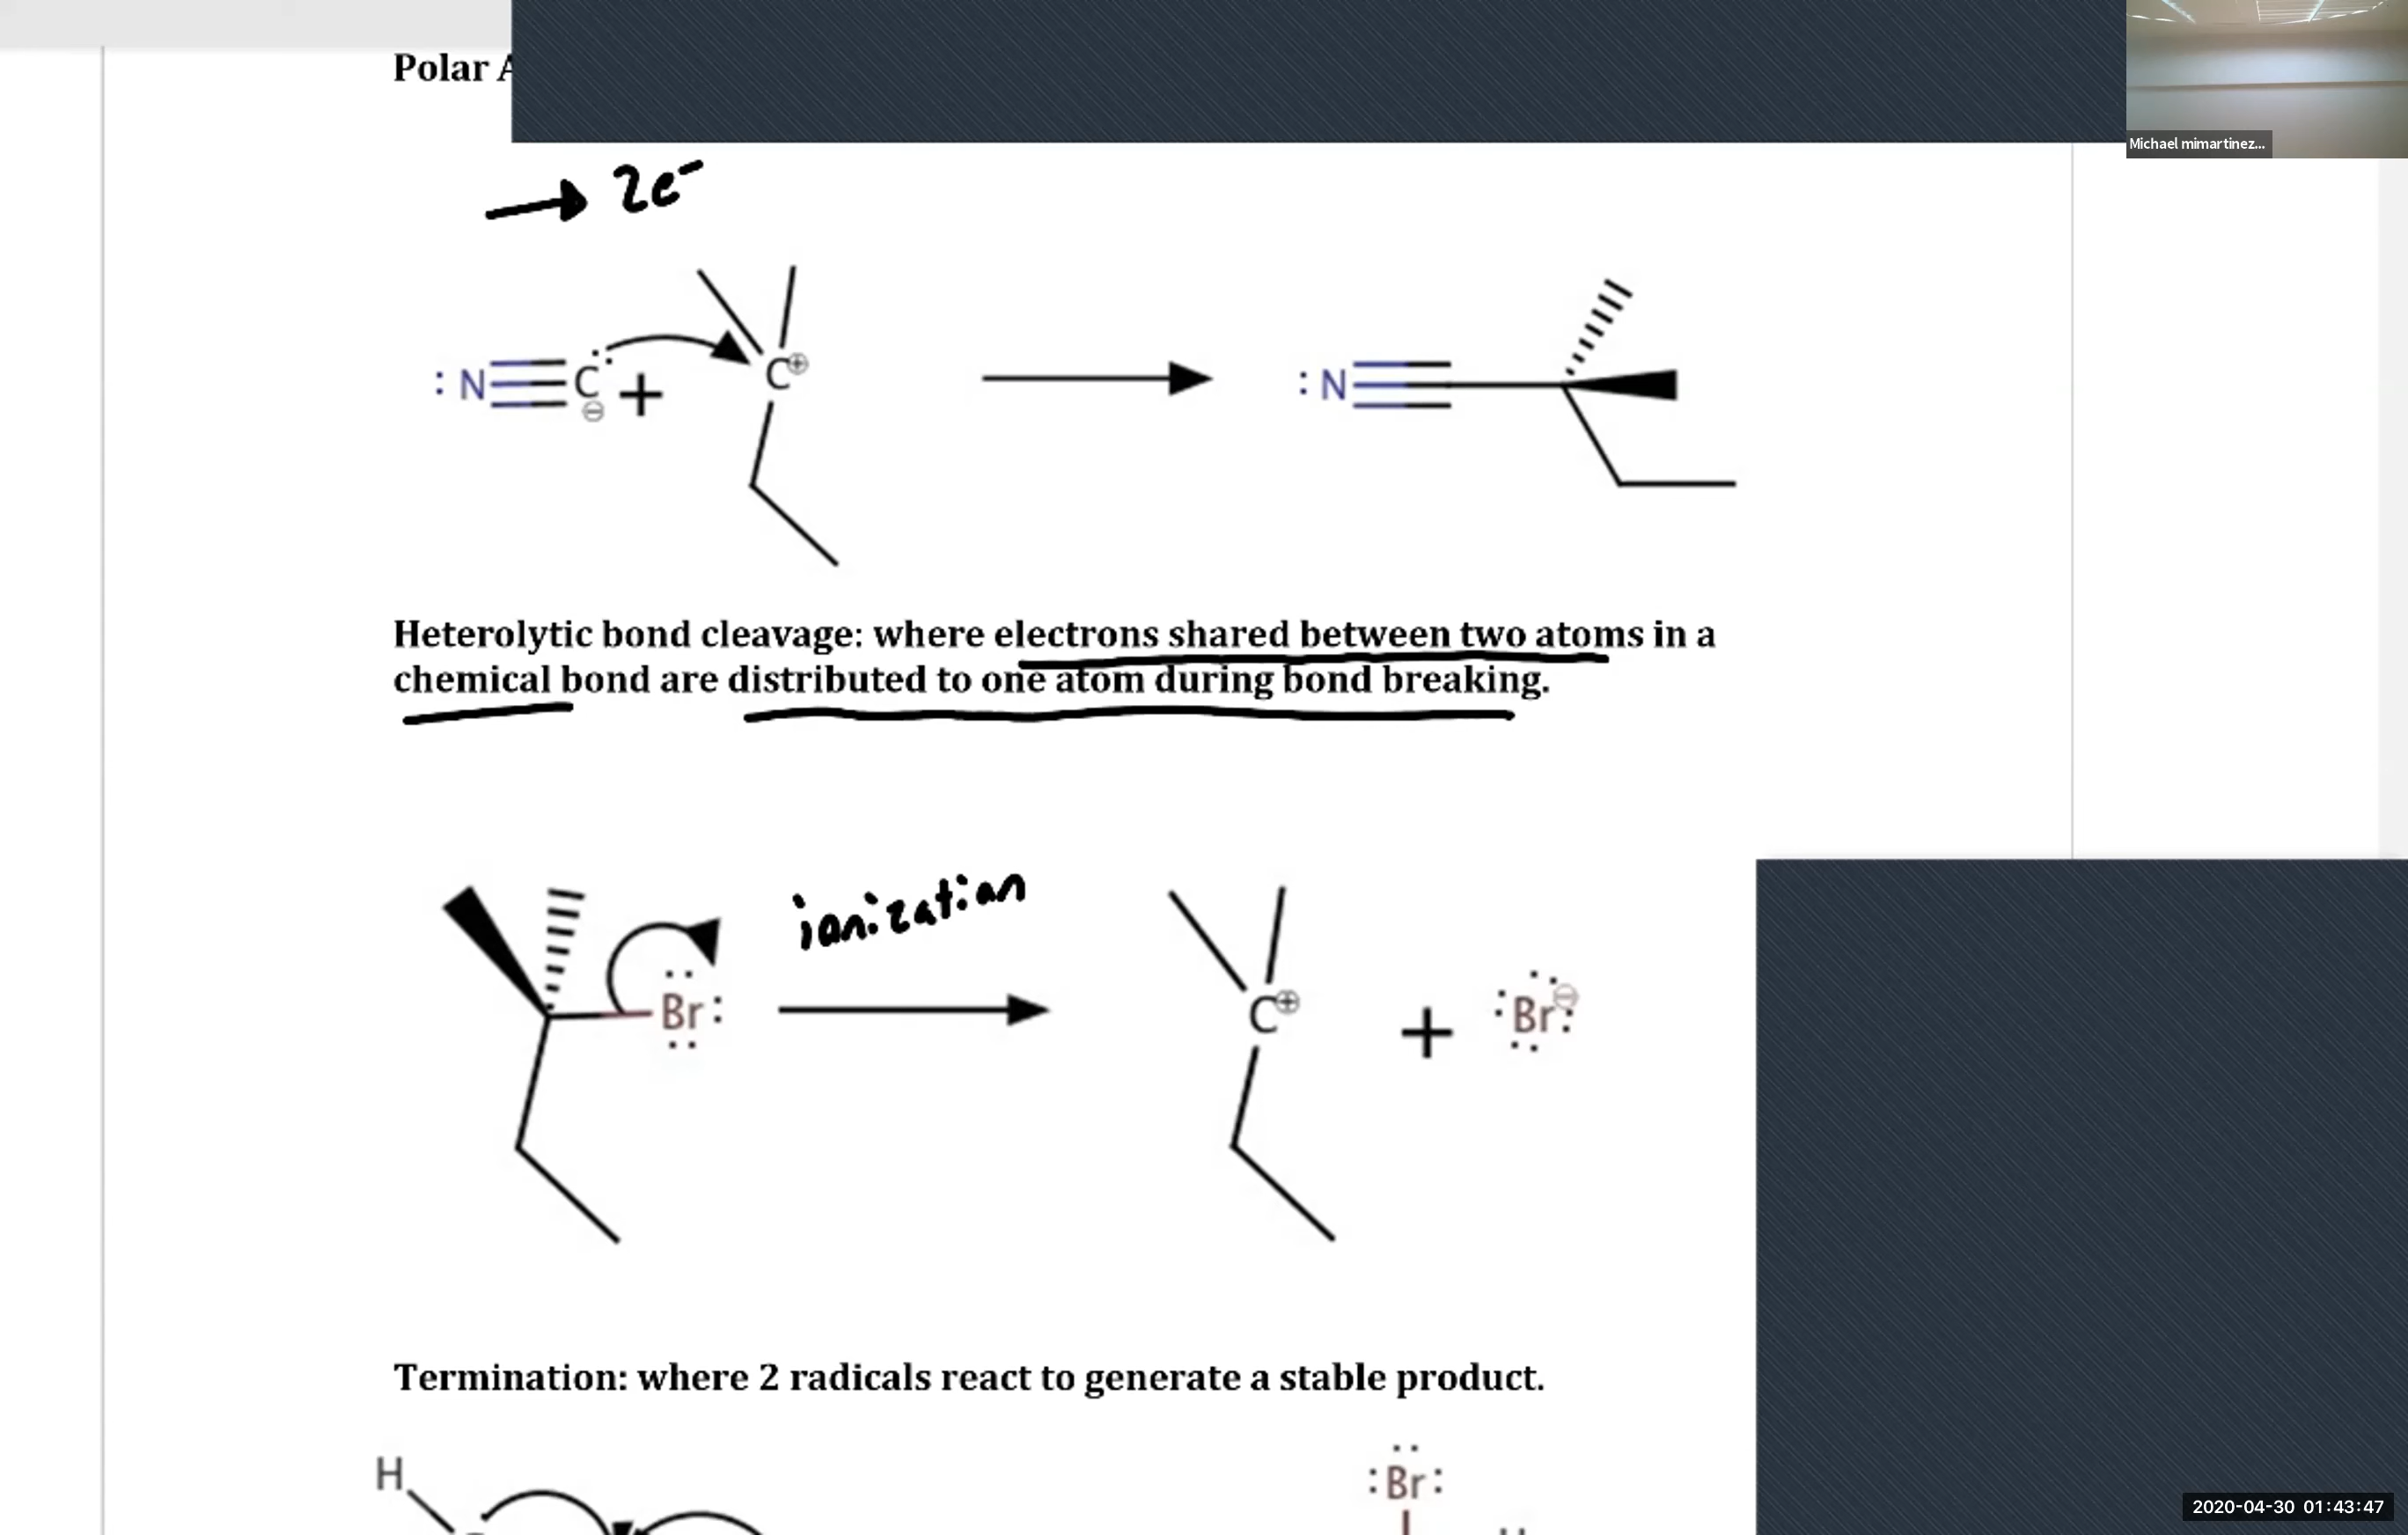 Polar
Michael mimartinez...
→ 2e⁻
: N ≡ C ⊖ + C ⊕ → : N
Heterolytic bond cleavage: where electrons shared between two atoms in a
chemical bond are distributed to one atom during bond breaking.
ionization
Br : → C ⊕ + : Br : ⊖
Termination: where 2 radicals react to generate a stable product.
H
: Br :
2020-04-30 01:43:47